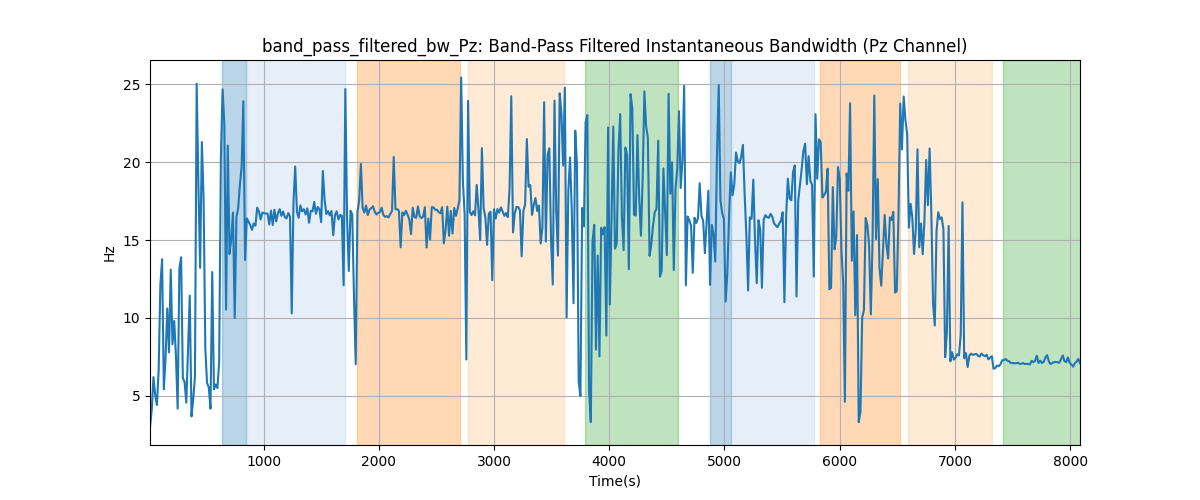 band_pass_filtered_bw_Pz: Band-Pass Filtered Instantaneous Bandwidth (Pz Channel)
25
20
15
10
5
Hz
1000 2000 3000 4000 5000 6000 7000 8000
Time(s)